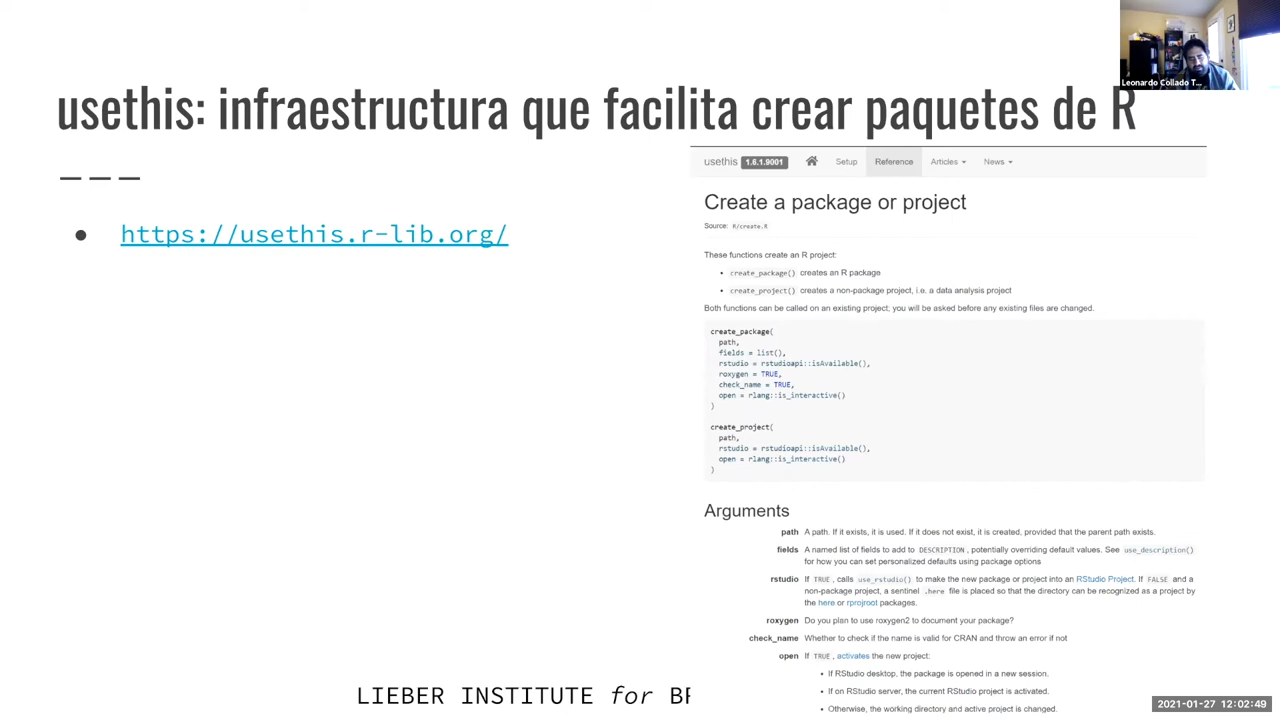 Leonardo Collado T...
usethis: infraestructura que facilita crear paquetes de R
● https://usethis.r-lib.org/
usethis 1.6.1.9001 Setup Reference Articles News
Create a package or project
Source: R/create.R
These functions create an R project:
• create_package() creates an R package
• create_project() creates a non-package project, i.e. a data analysis project
Both functions can be called on an existing project; you will be asked before any existing files are changed.
create_package(
path,
fields = list(),
rstudio = rstudioapi::isAvailable(),
roxygen = TRUE,
check_name = TRUE,
open = rlang::is_interactive()
)
create_project(
path,
rstudio = rstudioapi::isAvailable(),
open = rlang::is_interactive()
)
Arguments
path A path. If it exists, it is used. If it does not exist, it is created, provided that the parent path exists.
fields A named list of fields to add to DESCRIPTION, potentially overriding default values. See use_description()
for how you can set personalized defaults using package options
rstudio If TRUE, calls use_rstudio() to make the new package or project into an RStudio Project. If FALSE and a
non-package project, a sentinel .here file is placed so that the directory can be recognized as a project by
the here or rprojroot packages.
roxygen Do you plan to use roxygen2 to document your package?
check_name Whether to check if the name is valid for CRAN and throw an error if not
open If TRUE, activates the new project:
• If RStudio desktop, the package is opened in a new session.
• If on RStudio server, the current RStudio project is activated.
• Otherwise, the working directory and active project is changed.
LIEBER INSTITUTE for
2021-01-27 12:02:49